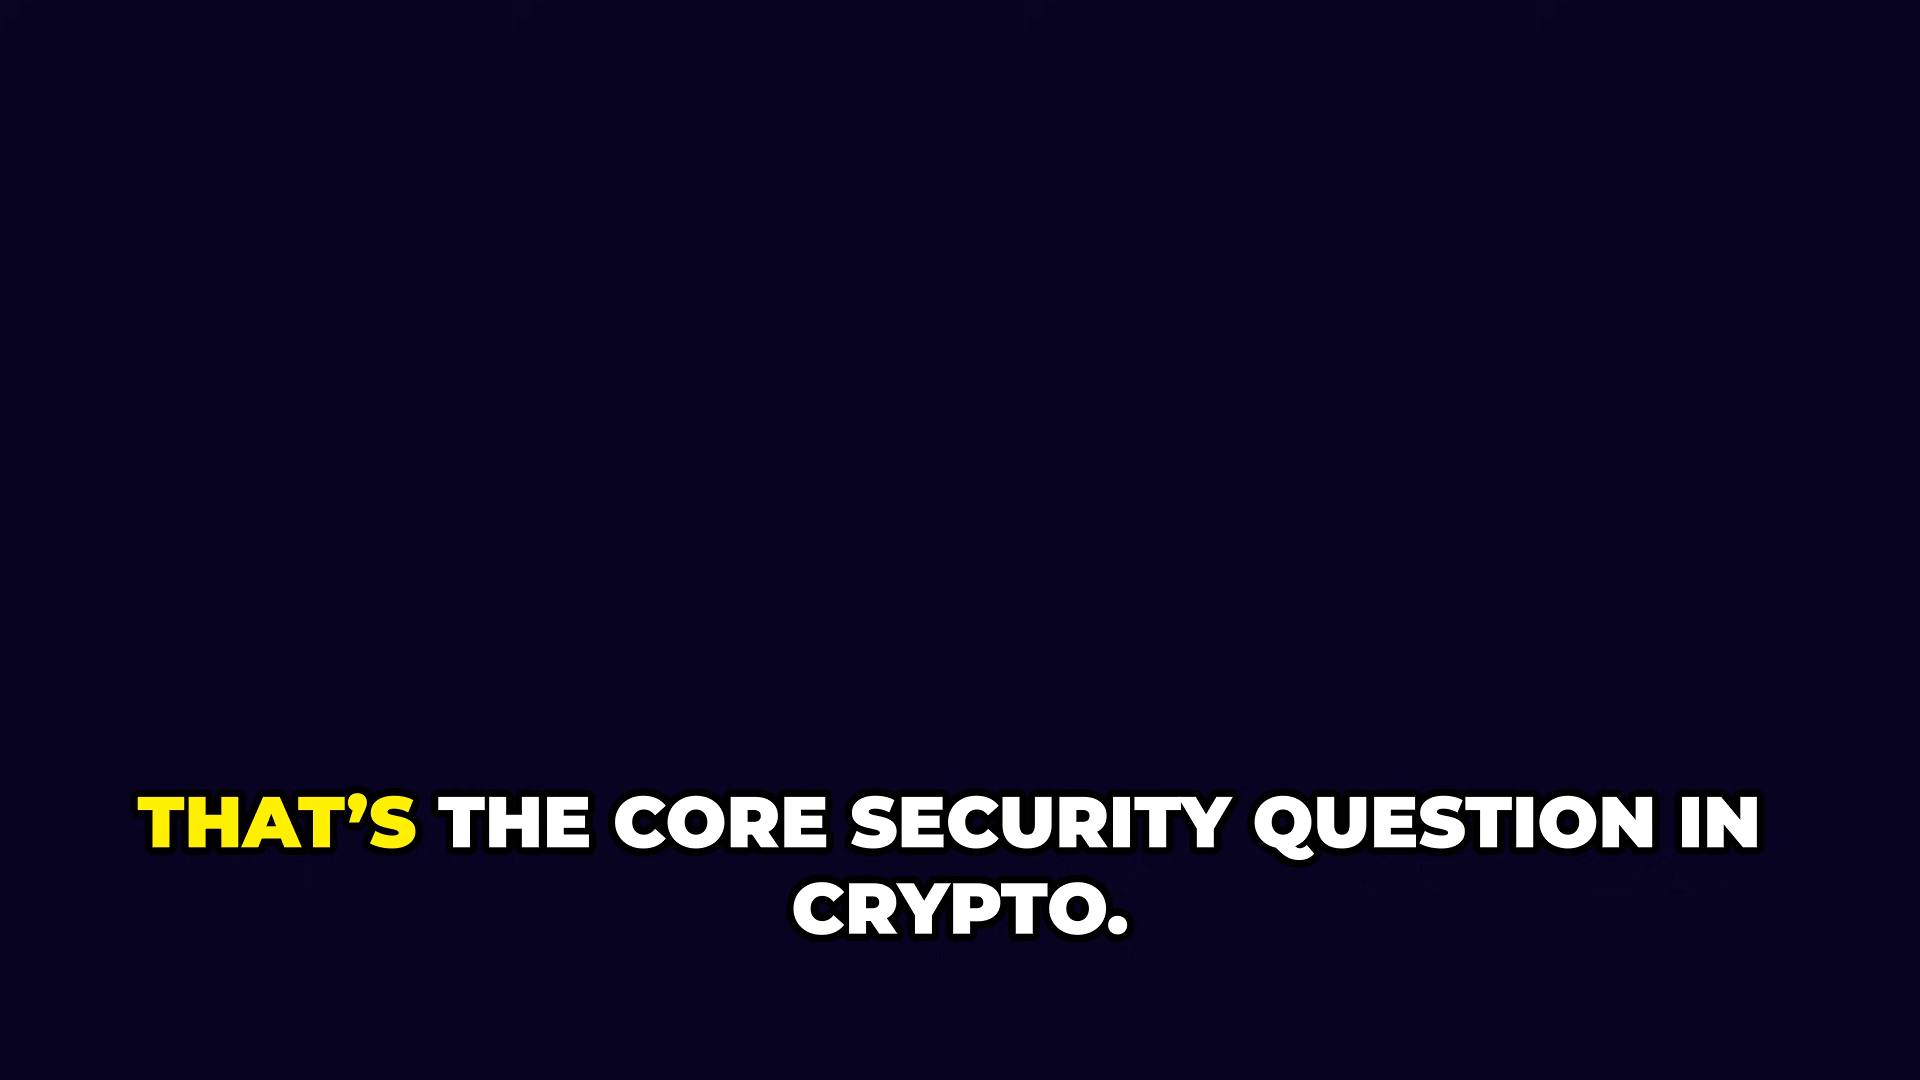 THAT’S THE CORE SECURITY QUESTION IN
CRYPTO.